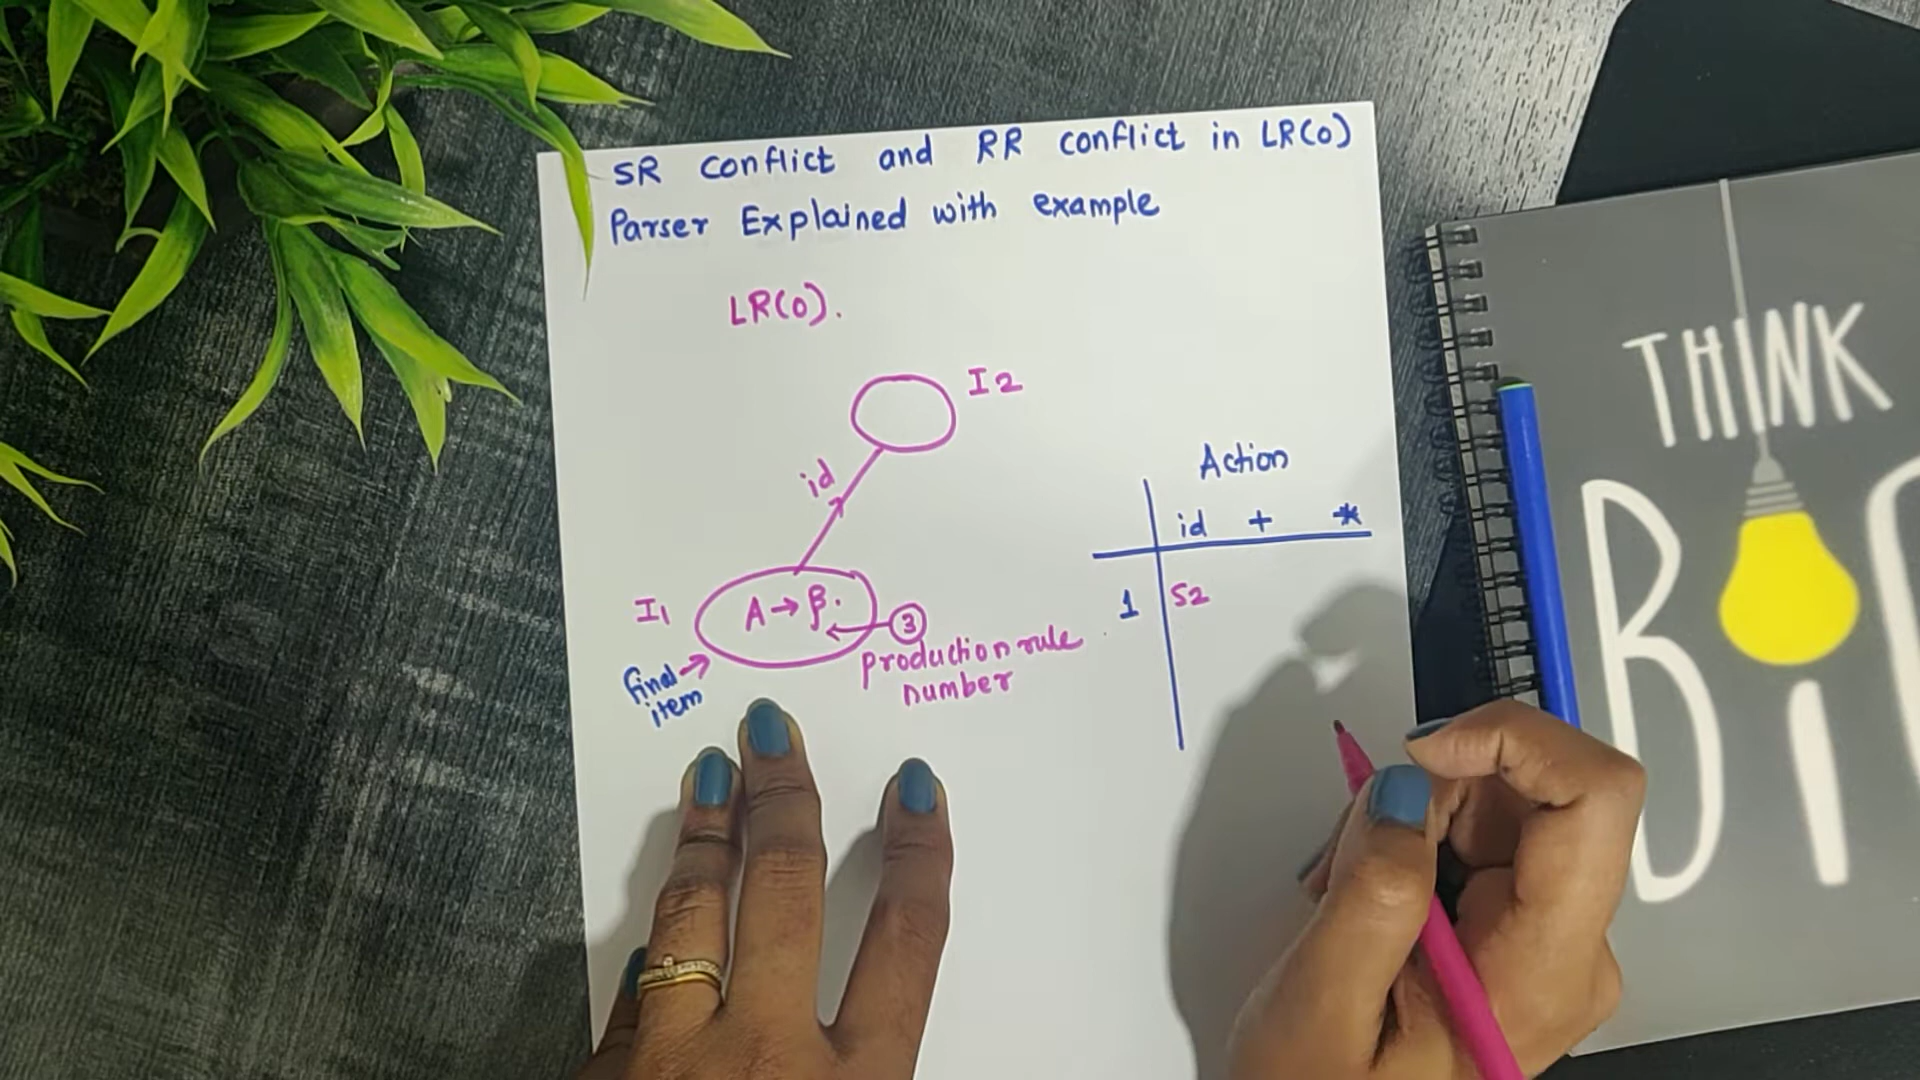 SR conflict and RR conflict in LR(0)
Parser Explained with example
LR(0).
I2
id
I1
A→β.
③
Production rule
number
final
item
Action
id + *
1 S2
THINK